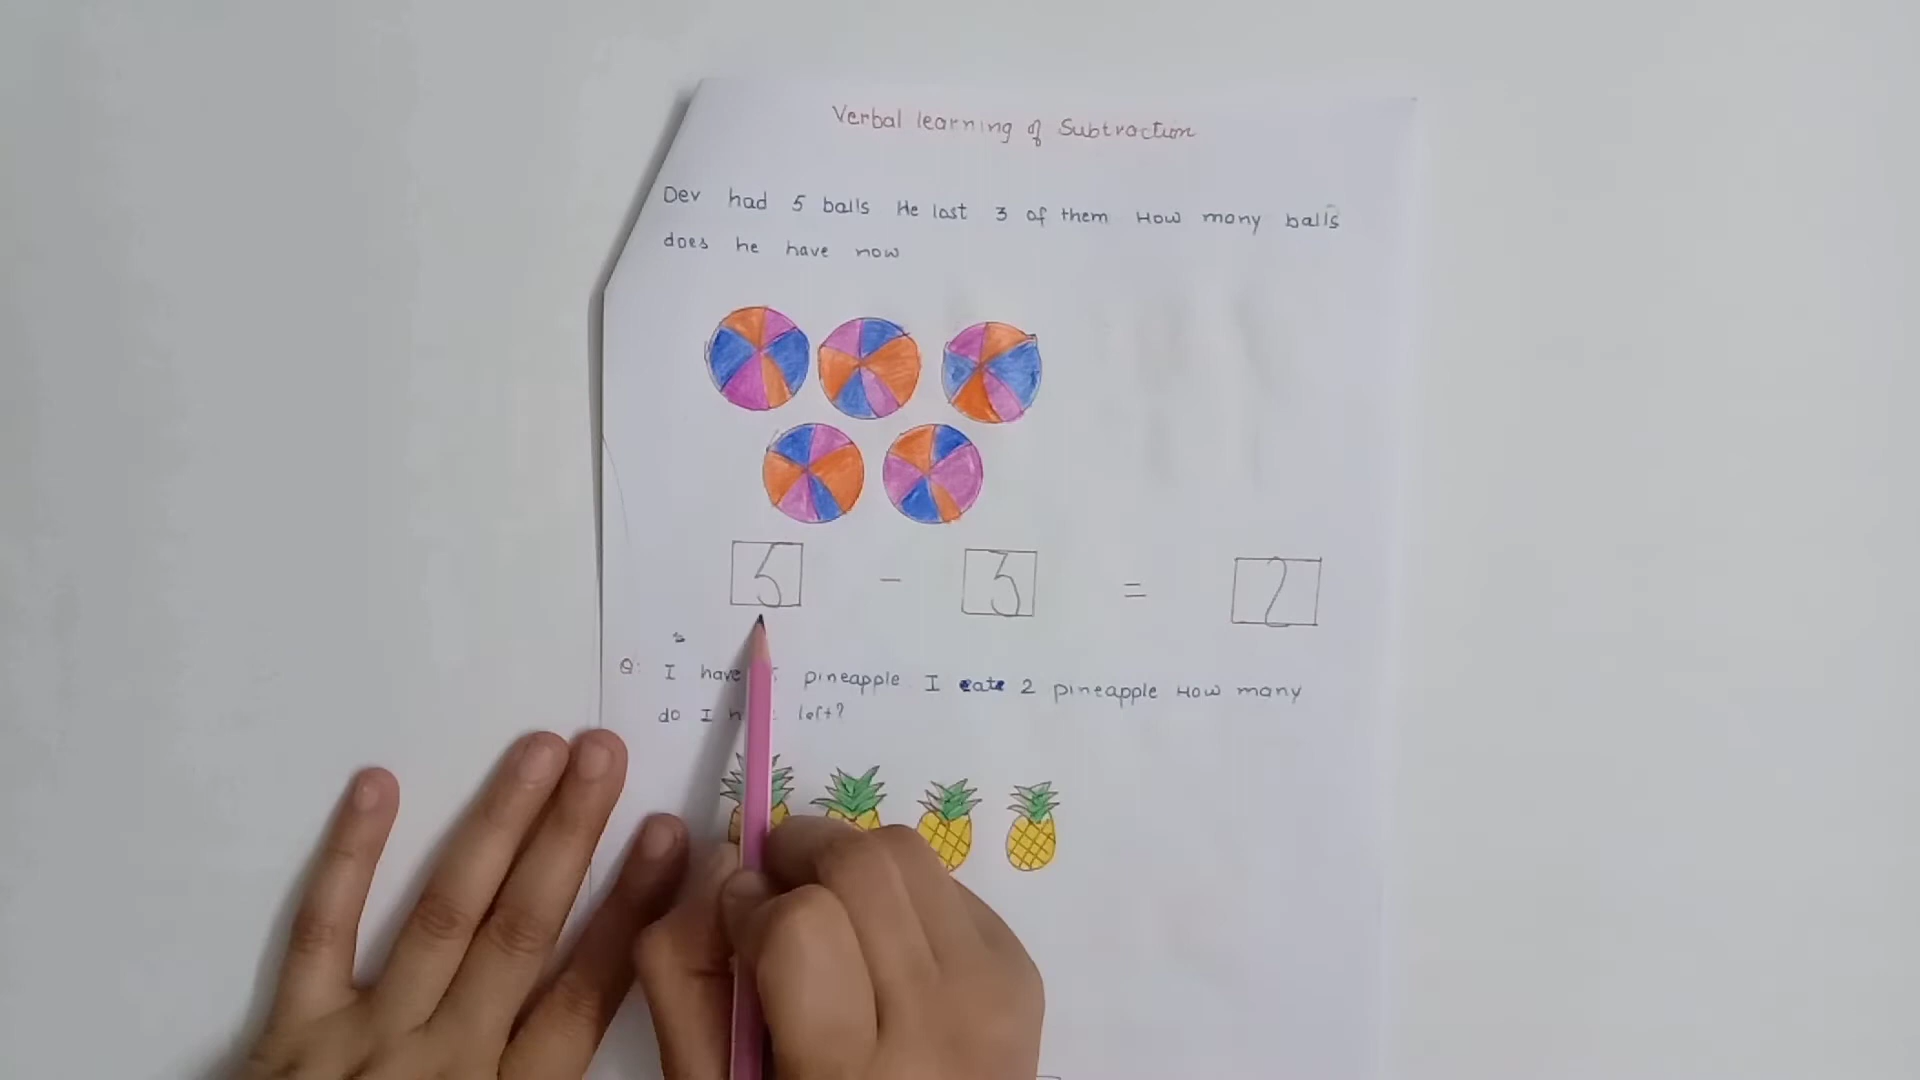 Verbal learning of Subtraction
Dev had 5 balls He lost 3 of them How many balls
does he have now
5 - 3 = 2
Q: I have pineapple I eate 2 pineapple How many
do I left?